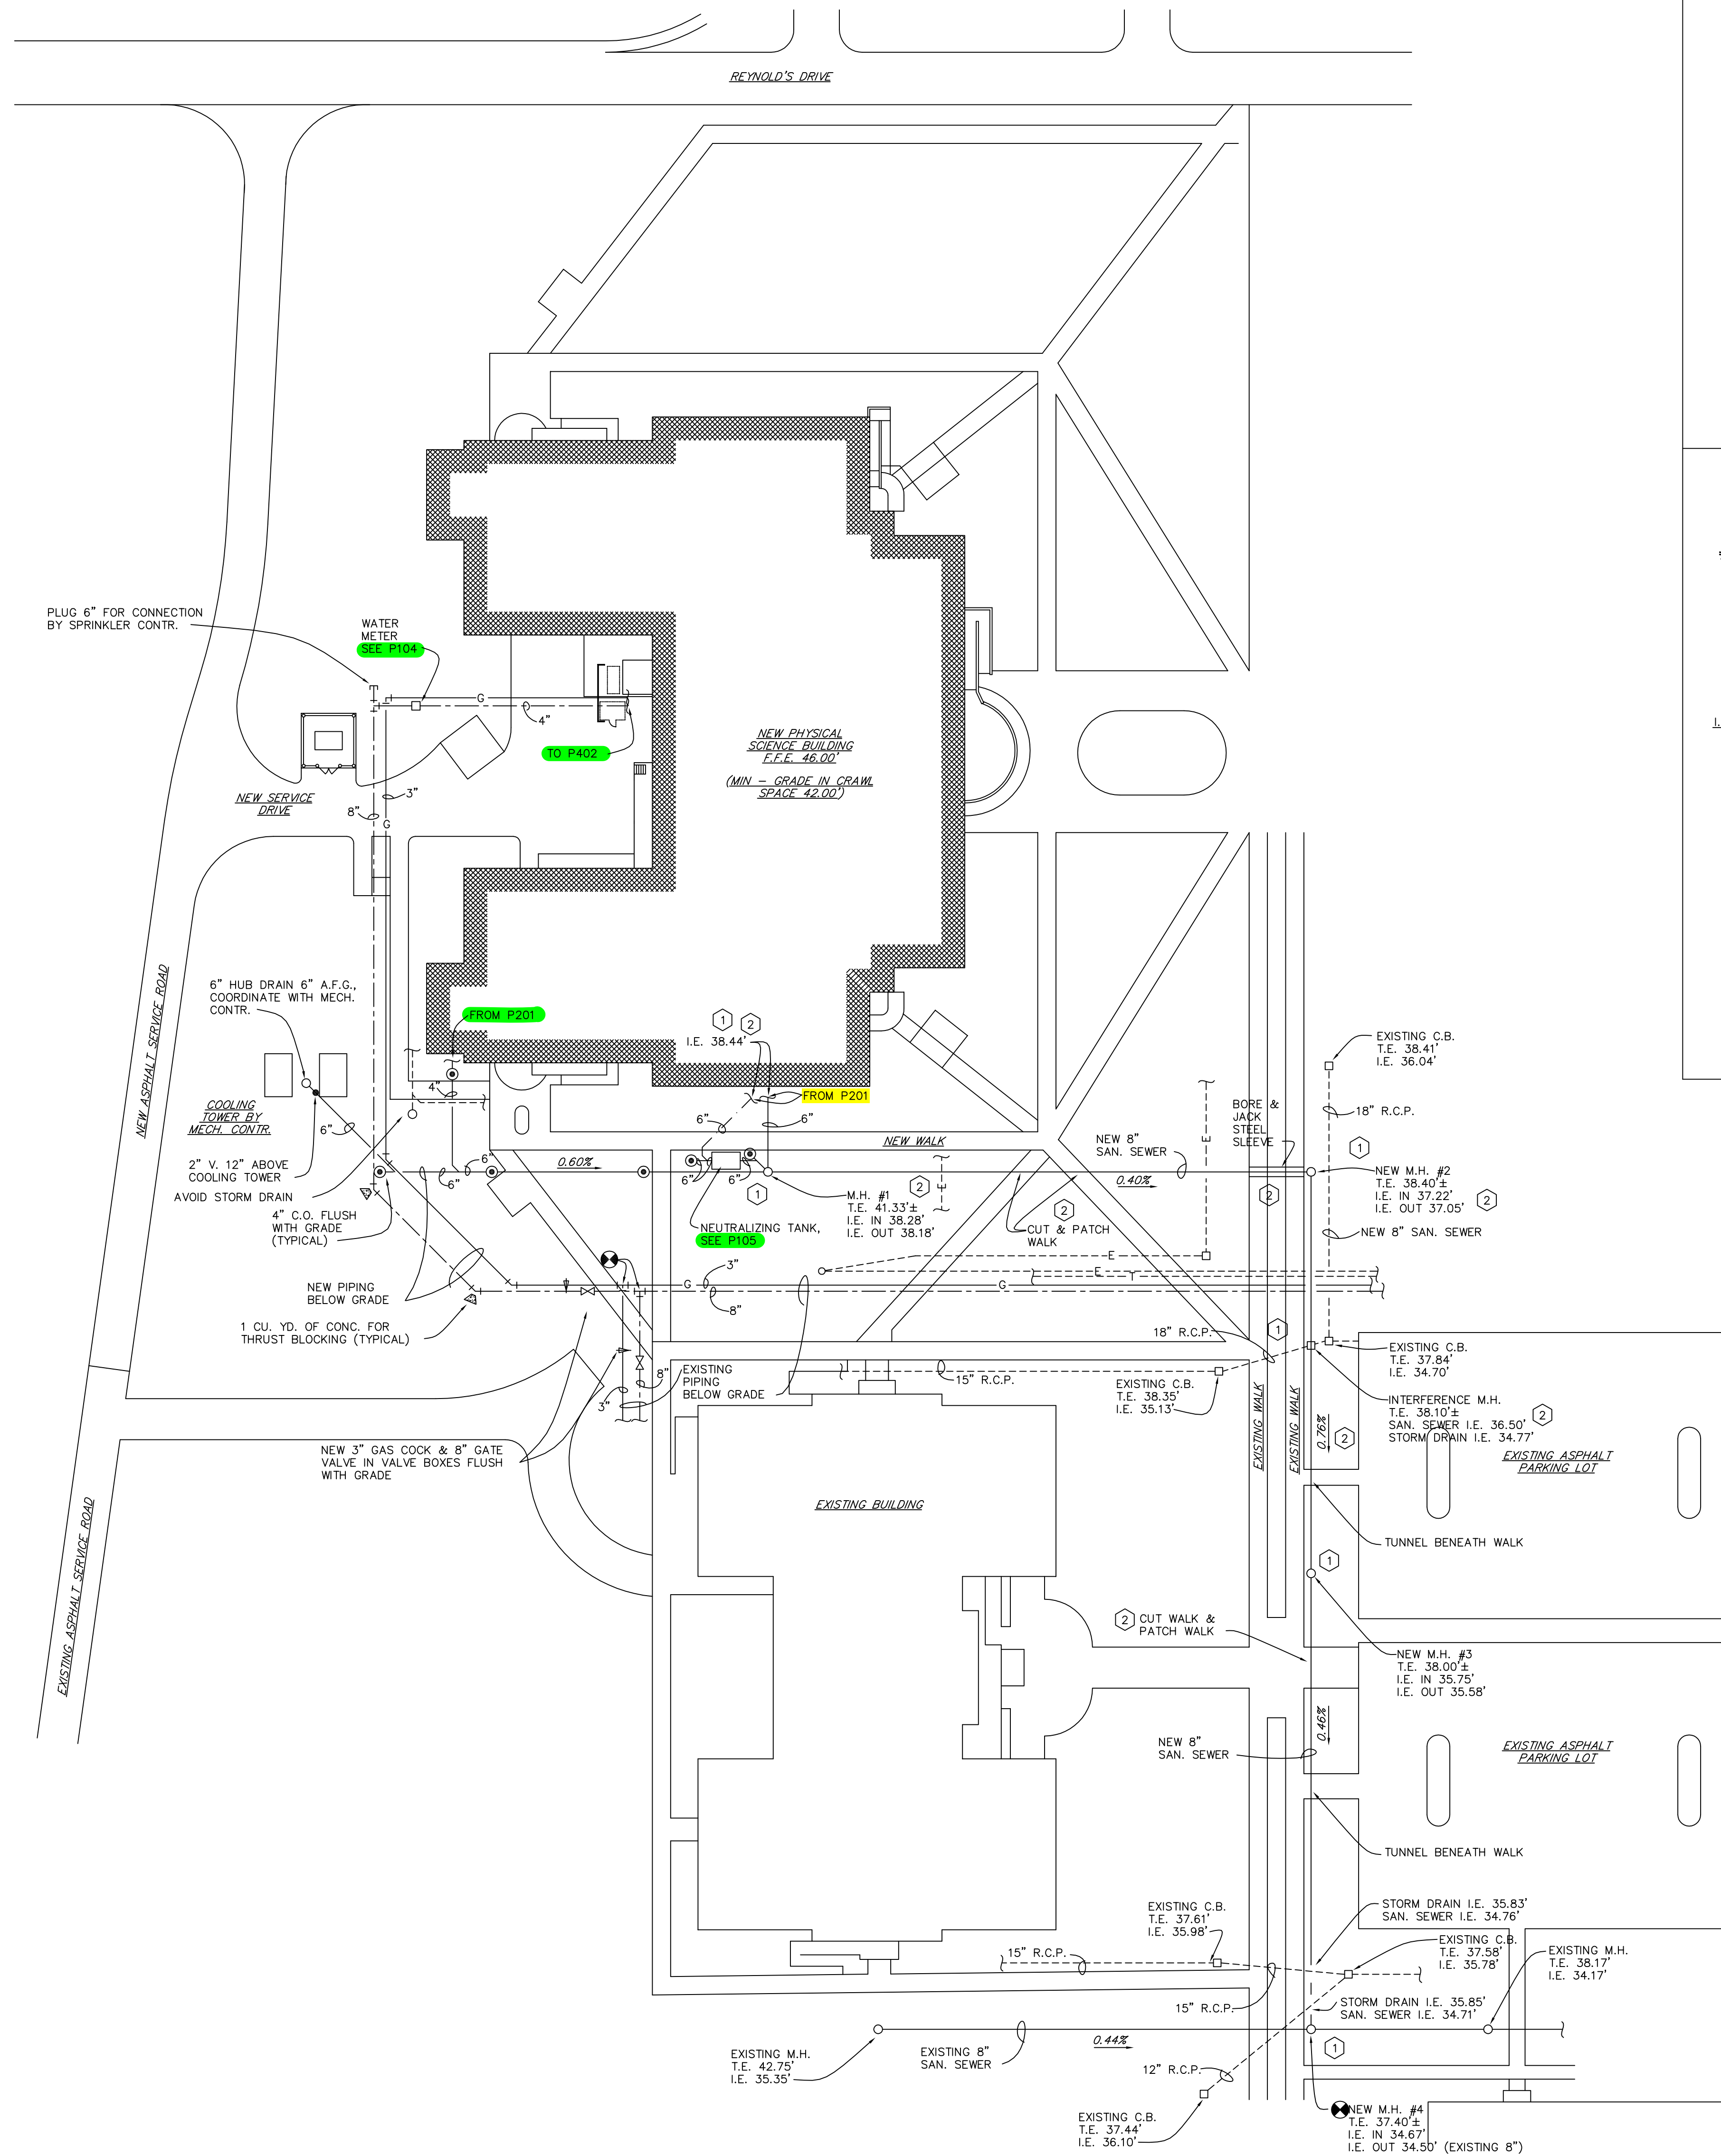 REYNOLD'S DRIVE
PLUG 6" FOR CONNECTION
BY SPRINKLER CONTR.
WATER
METER
SEE P104
G
4"
TO P402
NEW PHYSICAL
SCIENCE BUILDING
F.F.E. 46.00'
(MIN - GRADE IN CRAWL
SPACE 42.00')
NEW SERVICE
DRIVE
3"
8"
G
NEW ASPHALT SERVICE ROAD
6" HUB DRAIN 6" A.F.G.,
COORDINATE WITH MECH.
CONTR.
FROM P201
1
2
I.E. 38.44'
FROM P201
4"
COOLING
TOWER BY
MECH. CONTR.
6"
2" V. 12" ABOVE
COOLING TOWER
AVOID STORM DRAIN
4" C.O. FLUSH
WITH GRADE
(TYPICAL)
6"
6"
0.60%
6"
6"
6"
6"
1
NEUTRALIZING TANK,
SEE P105
M.H. #1
T.E. 41.33'±
I.E. IN 38.28'
I.E. OUT 38.18'
NEW WALK
2
2
CUT & PATCH
WALK
NEW 8"
SAN. SEWER
0.40%
BORE &
JACK
STEEL
SLEEVE
2
EXISTING C.B.
T.E. 38.41'
I.E. 36.04'
18" R.C.P.
1
NEW M.H. #2
T.E. 38.40'±
I.E. IN 37.22'
I.E. OUT 37.05'
2
NEW 8" SAN. SEWER
NEW PIPING
BELOW GRADE
1 CU. YD. OF CONC. FOR
THRUST BLOCKING (TYPICAL)
G
3"
8"
E
E
T
G
18" R.C.P.
1
EXISTING
PIPING
BELOW GRADE
8"
3"
15" R.C.P.
EXISTING C.B.
T.E. 38.35'
I.E. 35.13'
EXISTING C.B.
T.E. 37.84'
I.E. 34.70'
INTERFERENCE M.H.
T.E. 38.10'±
SAN. SEWER I.E. 36.50'
STORM DRAIN I.E. 34.77'
2
EXISTING WALK
EXISTING WALK
0.76%
2
EXISTING ASPHALT
PARKING LOT
NEW 3" GAS COCK & 8" GATE
VALVE IN VALVE BOXES FLUSH
WITH GRADE
EXISTING BUILDING
EXISTING ASPHALT SERVICE ROAD
TUNNEL BENEATH WALK
1
2
CUT WALK &
PATCH WALK
NEW M.H. #3
T.E. 38.00'±
I.E. IN 35.75'
I.E. OUT 35.58'
0.46%
NEW 8"
SAN. SEWER
EXISTING ASPHALT
PARKING LOT
TUNNEL BENEATH WALK
EXISTING C.B.
T.E. 37.61'
I.E. 35.98'
STORM DRAIN I.E. 35.83'
SAN. SEWER I.E. 34.76'
EXISTING C.B.
T.E. 37.58'
I.E. 35.78'
EXISTING M.H.
T.E. 38.17'
I.E. 34.17'
15" R.C.P.
15" R.C.P.
STORM DRAIN I.E. 35.85'
SAN. SEWER I.E. 34.71'
EXISTING M.H.
T.E. 42.75'
I.E. 35.35'
EXISTING 8"
SAN. SEWER
0.44%
1
12" R.C.P.
EXISTING C.B.
T.E. 37.44'
I.E. 36.10'
NEW M.H. #4
T.E. 37.40'±
I.E. IN 34.67'
I.E. OUT 34.50' (EXISTING 8")